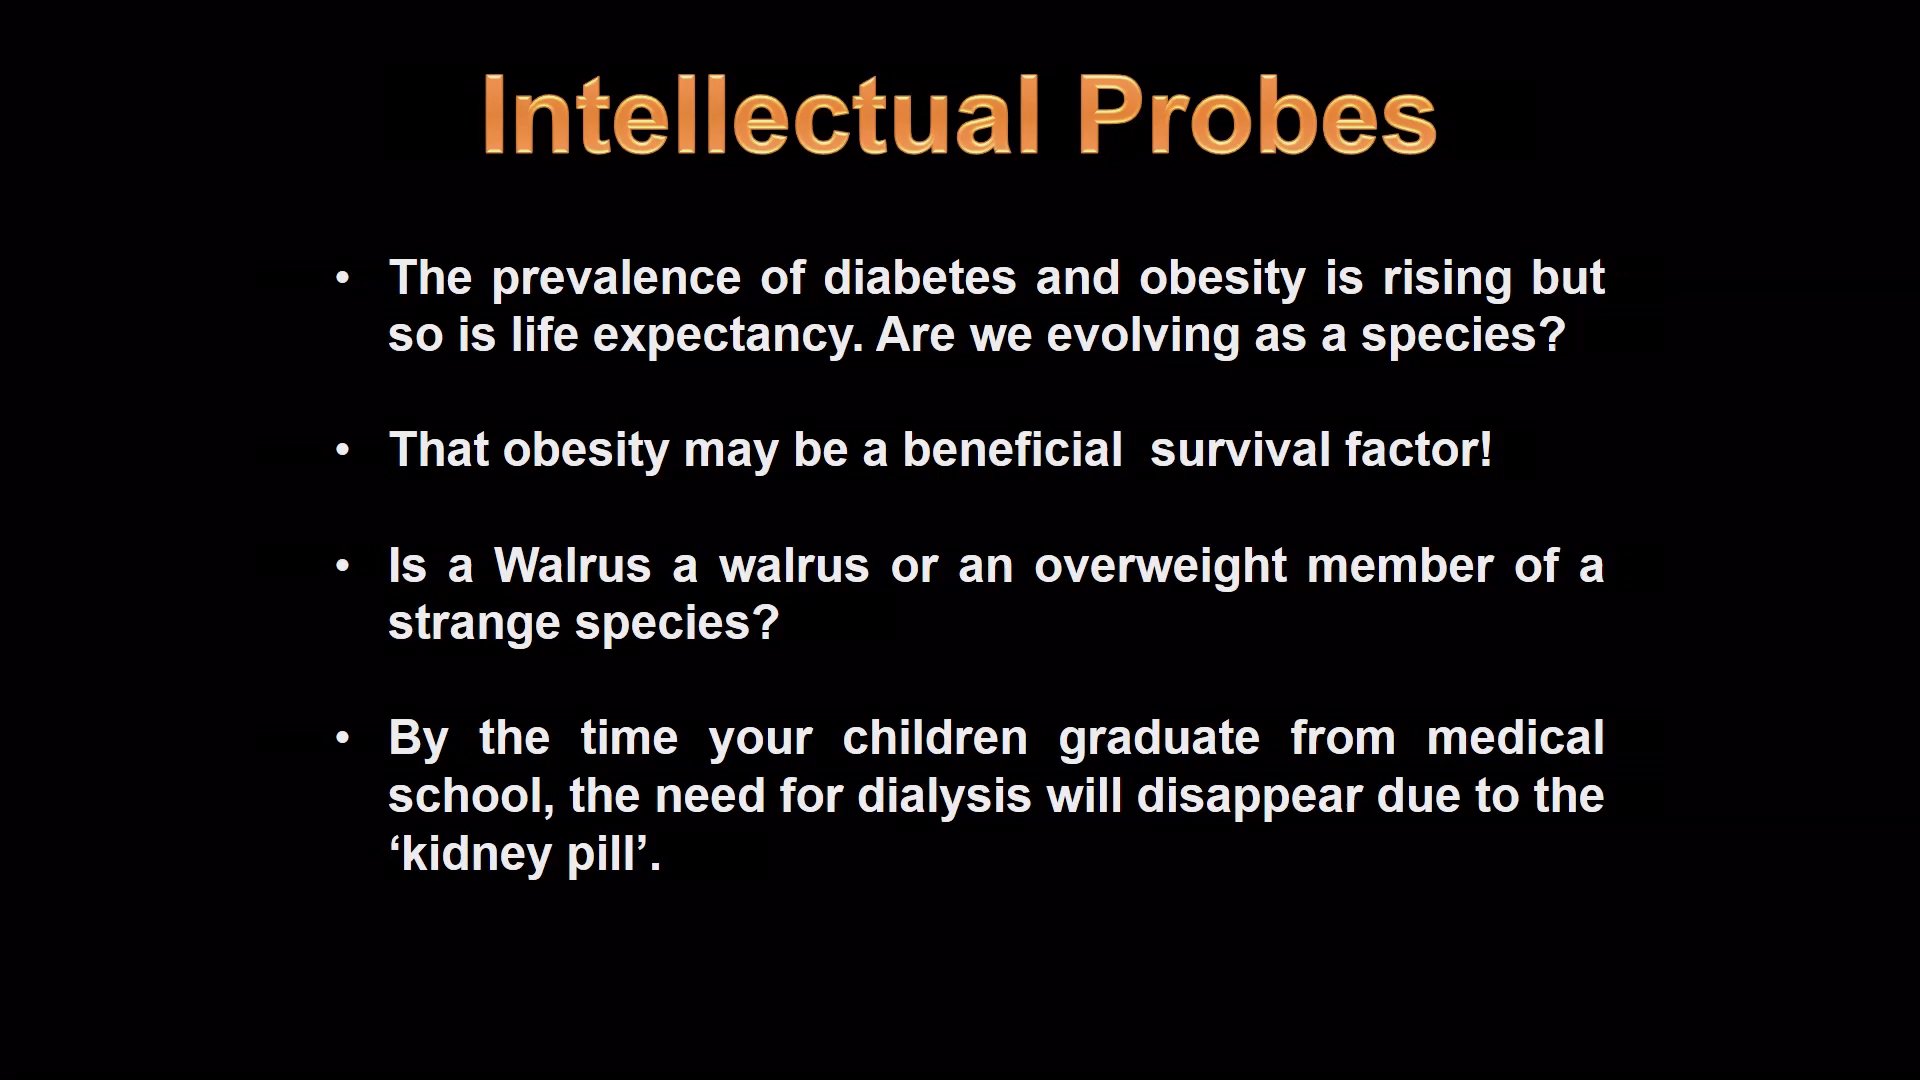 Intellectual Probes
• The prevalence of diabetes and obesity is rising but
so is life expectancy. Are we evolving as a species?
• That obesity may be a beneficial  survival factor!
• Is a Walrus a walrus or an overweight member of a
strange species?
• By the time your children graduate from medical
school, the need for dialysis will disappear due to the
‘kidney pill’.